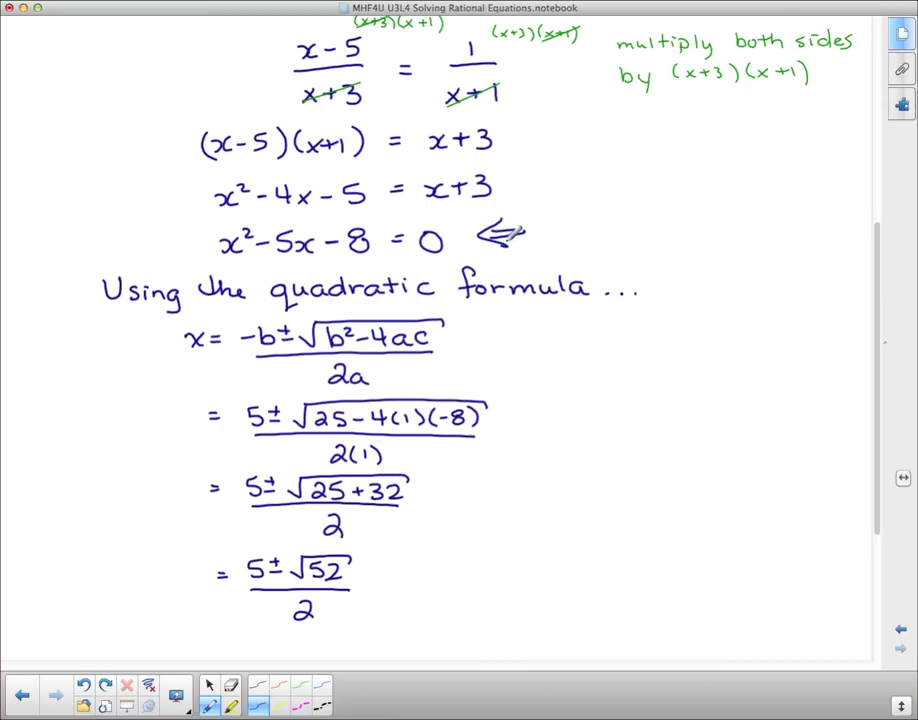 MHF4U U3L4 Solving Rational Equations.notebook
(x+3)(x+1) (x+3)(x+1)
x-5 / x+3 = 1 / x+1
multiply both sides
by (x+3)(x+1)
(x-5)(x+1) = x+3
x²-4x-5 = x+3
x²-5x-8 = 0
Using the quadratic formula ...
x = -b±√(b²-4ac) / 2a
= 5±√(25-4(1)(-8)) / 2(1)
= 5±√(25+32) / 2
= 5±√52 / 2